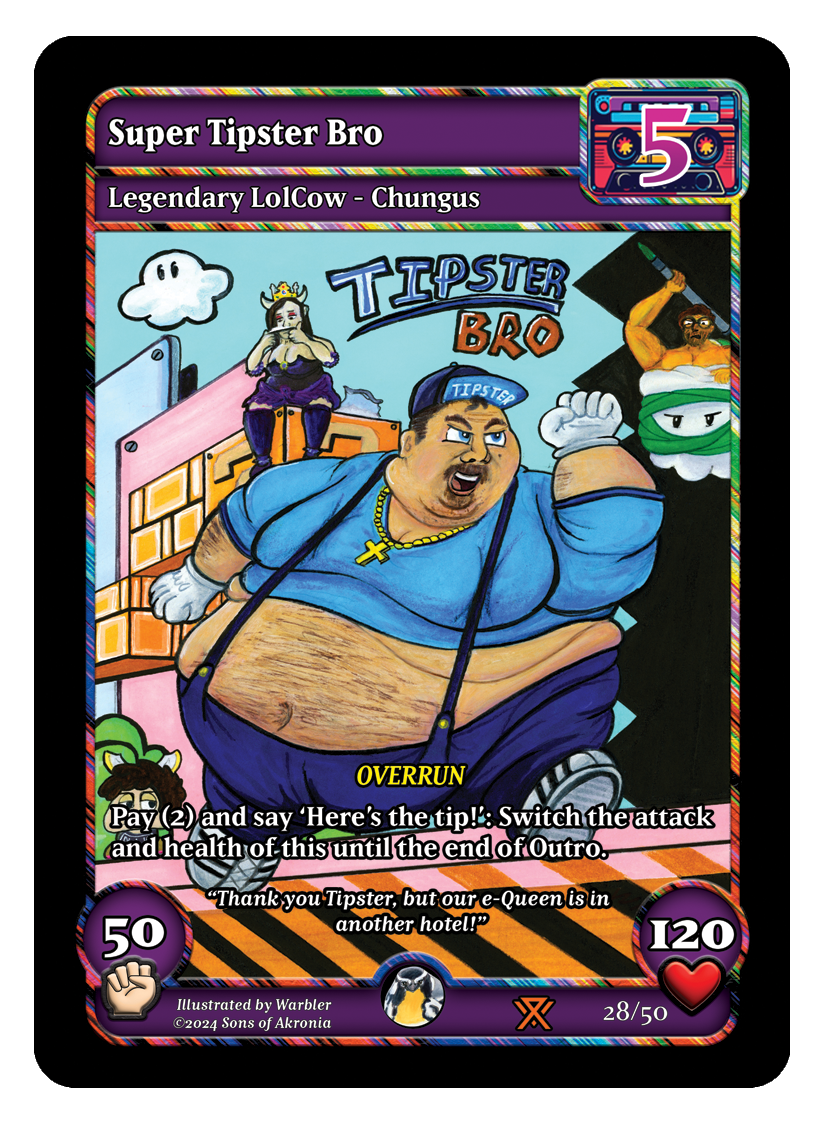 Super Tipster Bro
5
Legendary LolCow - Chungus
TIPSTER
BRO
TIPSTER
OVERRUN
Pay (2) and say ‘Here’s the tip!’: Switch the attack
and health of this until the end of Outro.
“Thank you Tipster, but our e-Queen is in
another hotel!”
50
120
Illustrated by Warbler
©2024 Sons of Akronia
28/50